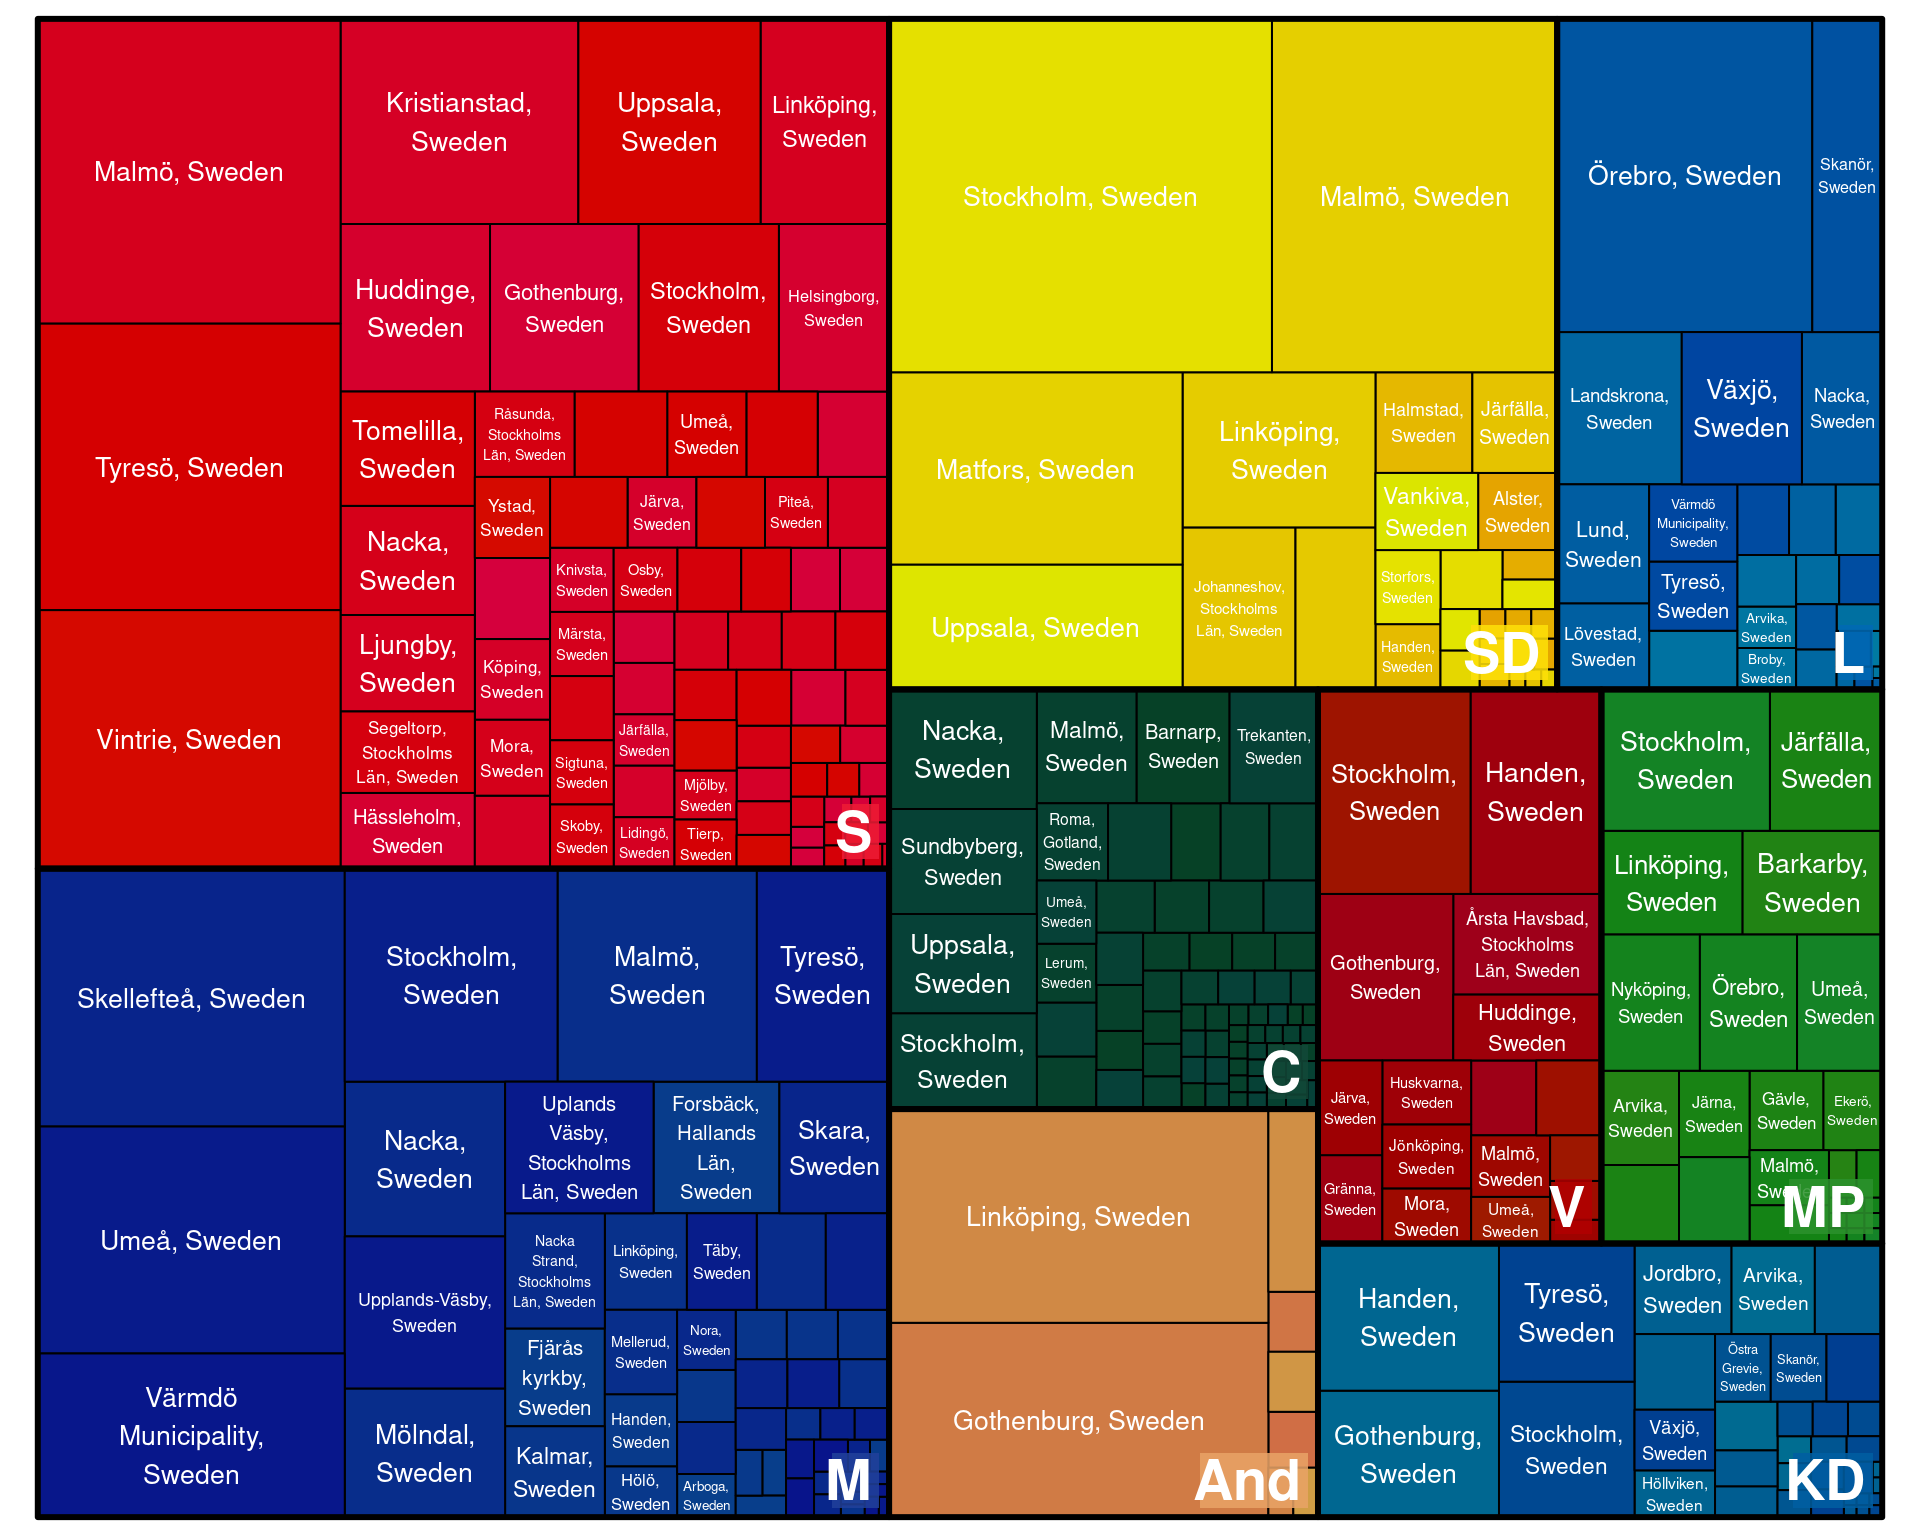 Malmö, Sweden
Tyresö, Sweden
Vintrie, Sweden
Kristianstad,
Sweden
Uppsala,
Sweden
Linköping,
Sweden
Huddinge,
Sweden
Gothenburg,
Sweden
Stockholm,
Sweden
Helsingborg,
Sweden
Tomelilla,
Sweden
Nacka,
Sweden
Ljungby,
Sweden
Segeltorp,
Stockholms
Län, Sweden
Hässleholm,
Sweden
Råsunda,
Stockholms
Län, Sweden
Umeå,
Sweden
Ystad,
Sweden
Järva,
Sweden
Piteå,
Sweden
Köping,
Sweden
Mora,
Sweden
Knivsta,
Sweden
Osby,
Sweden
Märsta,
Sweden
Sigtuna,
Sweden
Skoby,
Sweden
Järfälla,
Sweden
Lidingö,
Sweden
Mjölby,
Sweden
Tierp,
Sweden
S
Skellefteå, Sweden
Umeå, Sweden
Värmdö
Municipality,
Sweden
Stockholm,
Sweden
Malmö,
Sweden
Tyresö,
Sweden
Nacka,
Sweden
Upplands-Väsby,
Sweden
Mölndal,
Sweden
Uplands
Väsby,
Stockholms
Län, Sweden
Forsbäck,
Hallands
Län,
Sweden
Skara,
Sweden
Nacka
Strand,
Stockholms
Län, Sweden
Fjärås
kyrkby,
Sweden
Kalmar,
Sweden
Linköping,
Sweden
Täby,
Sweden
Mellerud,
Sweden
Handen,
Sweden
Hölö,
Sweden
Nora,
Sweden
Arboga,
Sweden
M
Stockholm, Sweden
Malmö, Sweden
Matfors, Sweden
Uppsala, Sweden
Linköping,
Sweden
Johanneshov,
Stockholms
Län, Sweden
Halmstad,
Sweden
Järfälla,
Sweden
Vankiva,
Sweden
Alster,
Sweden
Storfors,
Sweden
Handen,
Sweden
SD
Örebro, Sweden
Skanör,
Sweden
Landskrona,
Sweden
Växjö,
Sweden
Nacka,
Sweden
Lund,
Sweden
Lövestad,
Sweden
Värmdö
Municipality,
Sweden
Tyresö,
Sweden
Arvika,
Sweden
Broby,
Sweden
L
Nacka,
Sweden
Sundbyberg,
Sweden
Uppsala,
Sweden
Stockholm,
Sweden
Malmö,
Sweden
Barnarp,
Sweden
Trekanten,
Sweden
Roma,
Gotland,
Sweden
Umeå,
Sweden
Lerum,
Sweden
C
Linköping, Sweden
Gothenburg, Sweden
And
Stockholm,
Sweden
Handen,
Sweden
Gothenburg,
Sweden
Årsta Havsbad,
Stockholms
Län, Sweden
Huddinge,
Sweden
Järva,
Sweden
Gränna,
Sweden
Huskvarna,
Sweden
Jönköping,
Sweden
Mora,
Sweden
Malmö,
Sweden
Umeå,
Sweden
V
Stockholm,
Sweden
Järfälla,
Sweden
Linköping,
Sweden
Barkarby,
Sweden
Nyköping,
Sweden
Örebro,
Sweden
Umeå,
Sweden
Arvika,
Sweden
Järna,
Sweden
Gävle,
Sweden
Ekerö,
Sweden
Malmö,
Sweden
MP
Handen,
Sweden
Gothenburg,
Sweden
Tyresö,
Sweden
Stockholm,
Sweden
Jordbro,
Sweden
Arvika,
Sweden
Östra
Grevie,
Sweden
Skanör,
Sweden
Växjö,
Sweden
Höllviken,
Sweden
KD